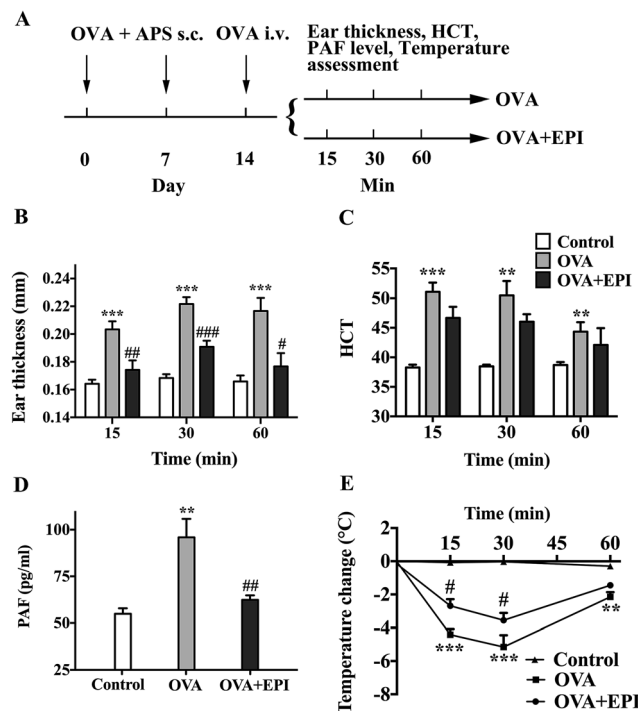 A
OVA + APS s.c. OVA i.v.
Ear thickness, HCT,
PAF level, Temperature
assessment
OVA
OVA+EPI
0 7 14 15 30 60
Day Min
B
Ear thickness (mm)
0.24
0.22
0.20
0.18
0.16
0.14
*** *** ***
## ### #
15 30 60
Time (min)
C
Control
OVA
OVA+EPI
HCT
55
50
45
40
35
30
*** ** **
15 30 60
Time (min)
D
PAF (pg/ml)
100
75
50
25
**
##
Control OVA OVA+EPI
E
Time (min)
15 30 45 60
Temperature change (°C)
0
-2
-4
-6
-8
# #
*** *** **
Control
OVA
OVA+EPI